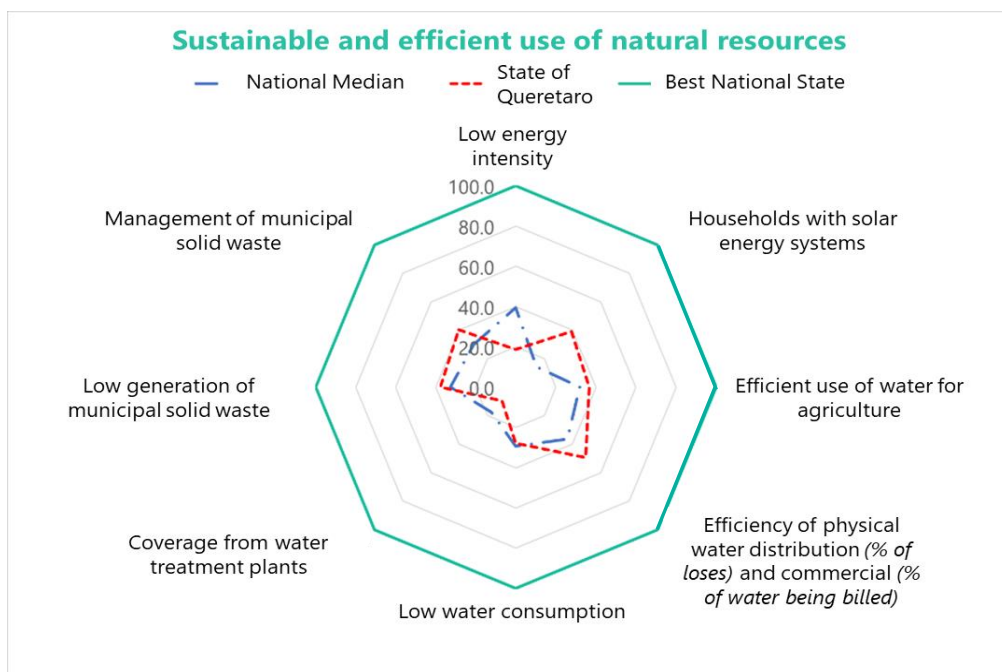 Sustainable and efficient use of natural resources
National Median
State of
Queretaro
Best National State
Low energy
intensity
100.0
80.0
60.0
40.0
20.0
0.0
Households with solar
energy systems
Efficient use of water for
agriculture
Efficiency of physical
water distribution (% of
loses) and commercial (%
of water being billed)
Low water consumption
Coverage from water
treatment plants
Low generation of
municipal solid waste
Management of municipal
solid waste